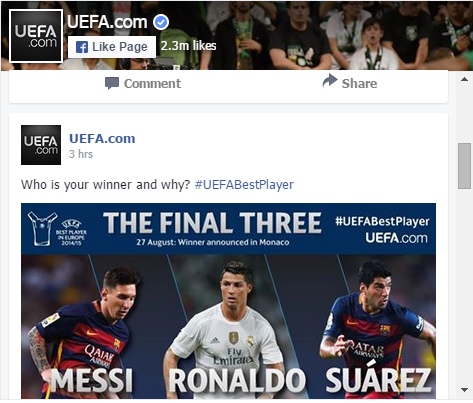 UEFA
.com
UEFA.com
Like Page
2.3m likes
Comment
Share
UEFA
.com
UEFA.com
3 hrs
Who is your winner and why? #UEFABestPlayer
UEFA
BEST PLAYER
IN EUROPE
2014/15
THE FINAL THREE
27 August: Winner announced in Monaco
#UEFABestPlayer
UEFA.com
Fly
Emirates
QATAR
AIRWAYS
QATAR
AIRWAYS
MESSI
RONALDO
SUÁREZ